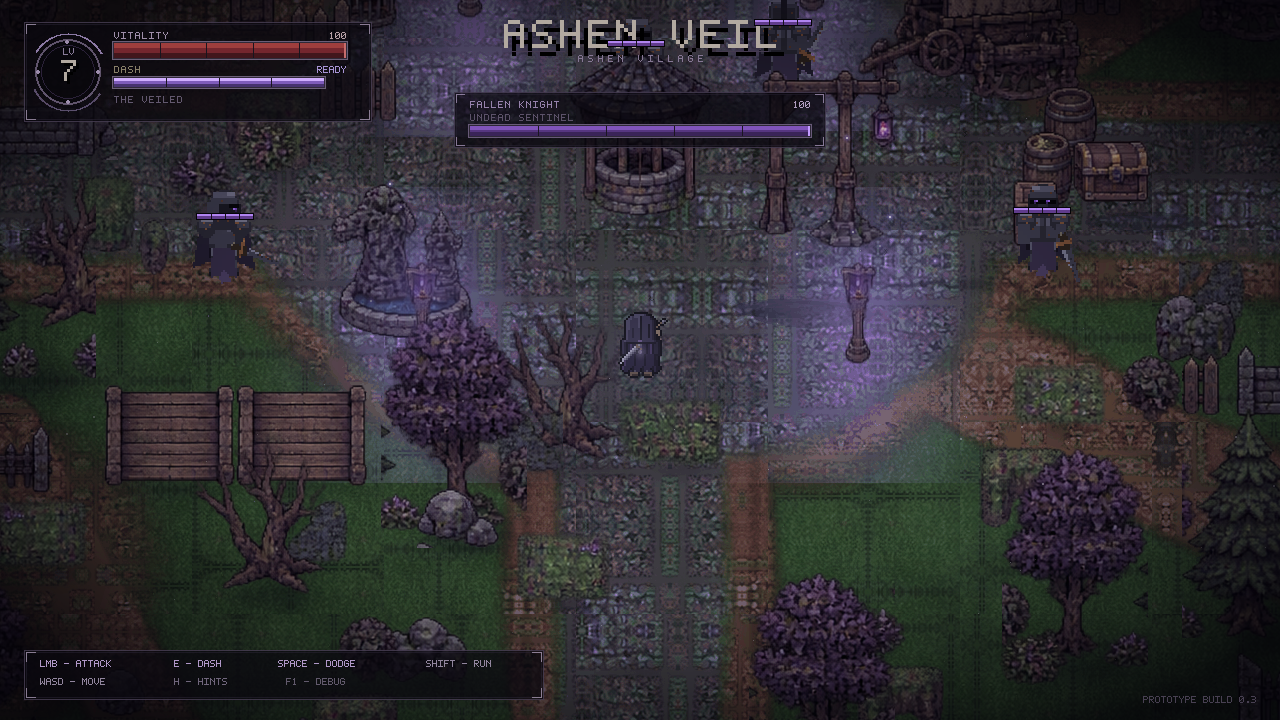 ASHEN VEIL
ASHEN VILLAGE
VITALITY 100
LV
7
DASH READY
THE VEILED
FALLEN KNIGHT 100
UNDEAD SENTINEL
LMB - ATTACK E - DASH SPACE - DODGE SHIFT - RUN
WASD - MOVE H - HINTS F1 - DEBUG
PROTOTYPE BUILD 0.3